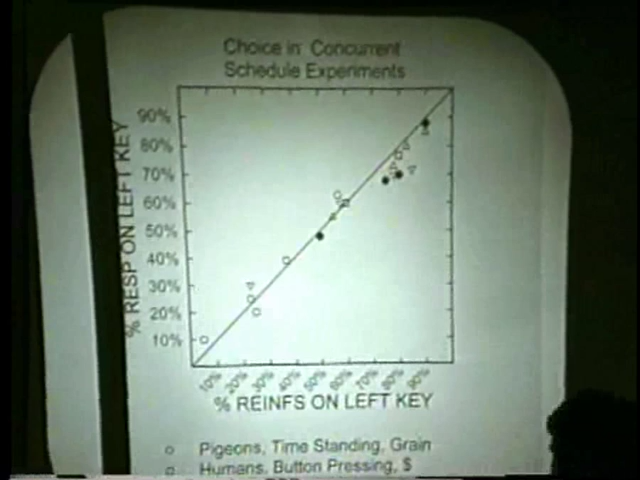 Choice in Concurrent
Schedule Experiments
90%
80%
70%
60%
50%
40%
30%
20%
10%
% RESP ON LEFT KEY
10% 20% 30% 40% 50% 60% 70% 80% 90%
% REINFS ON LEFT KEY
Pigeons, Time Standing, Grain
Humans, Button Pressing, $